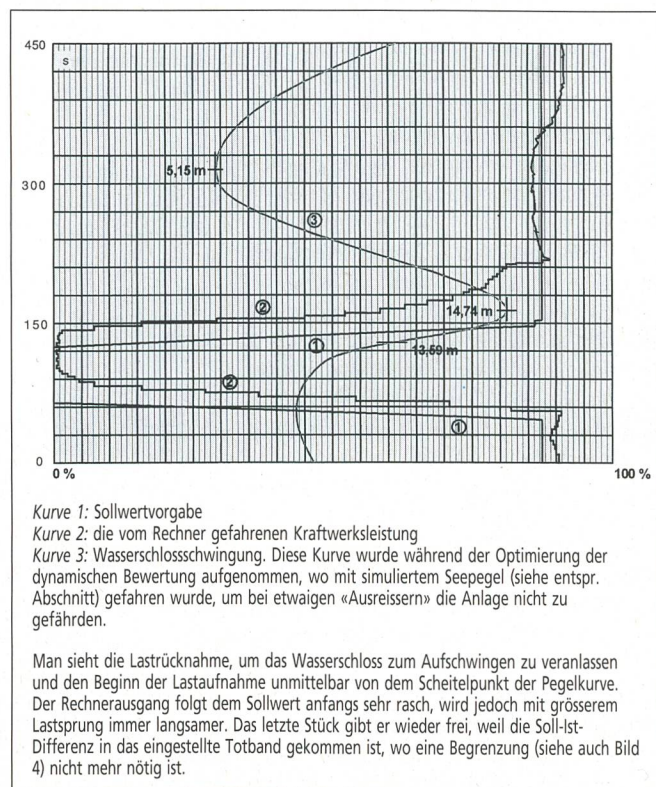 450
s
5,15 m
300
③
②
14,74 m
150
①
13,59 m
②
①
0
0 %
100 %
Kurve 1: Sollwertvorgabe
Kurve 2: die vom Rechner gefahrenen Kraftwerksleistung
Kurve 3: Wasserschlossschwingung. Diese Kurve wurde während der Optimierung der
dynamischen Bewertung aufgenommen, wo mit simuliertem Seepegel (siehe entspr.
Abschnitt) gefahren wurde, um bei etwaigen «Ausreissern» die Anlage nicht zu
gefährden.
Man sieht die Lastrücknahme, um das Wasserschloss zum Aufschwingen zu veranlassen
und den Beginn der Lastaufnahme unmittelbar von dem Scheitelpunkt der Pegelkurve.
Der Rechnerausgang folgt dem Sollwert anfangs sehr rasch, wird jedoch mit grösserem
Lastsprung immer langsamer. Das letzte Stück gibt er wieder frei, weil die Soll-Ist-
Differenz in das eingestellte Totband gekommen ist, wo eine Begrenzung (siehe auch Bild
4) nicht mehr nötig ist.